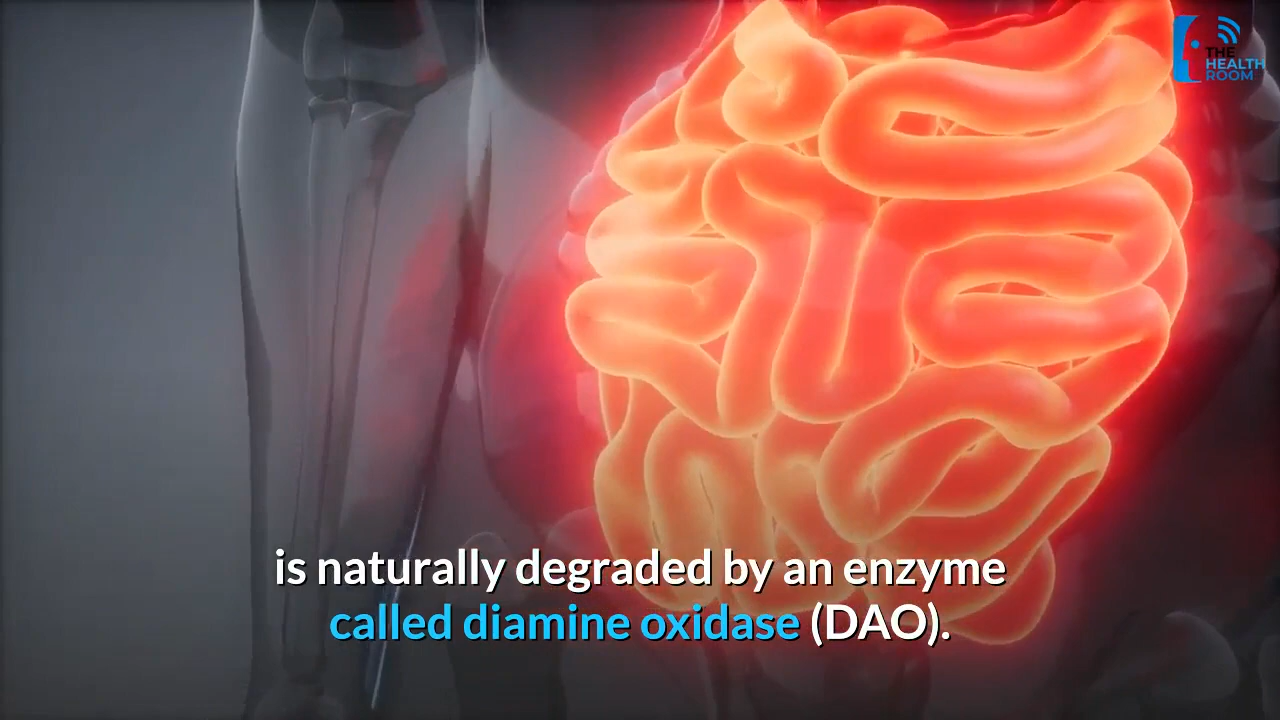 THE
HEALTH
ROOM
is naturally degraded by an enzyme
called diamine oxidase (DAO).